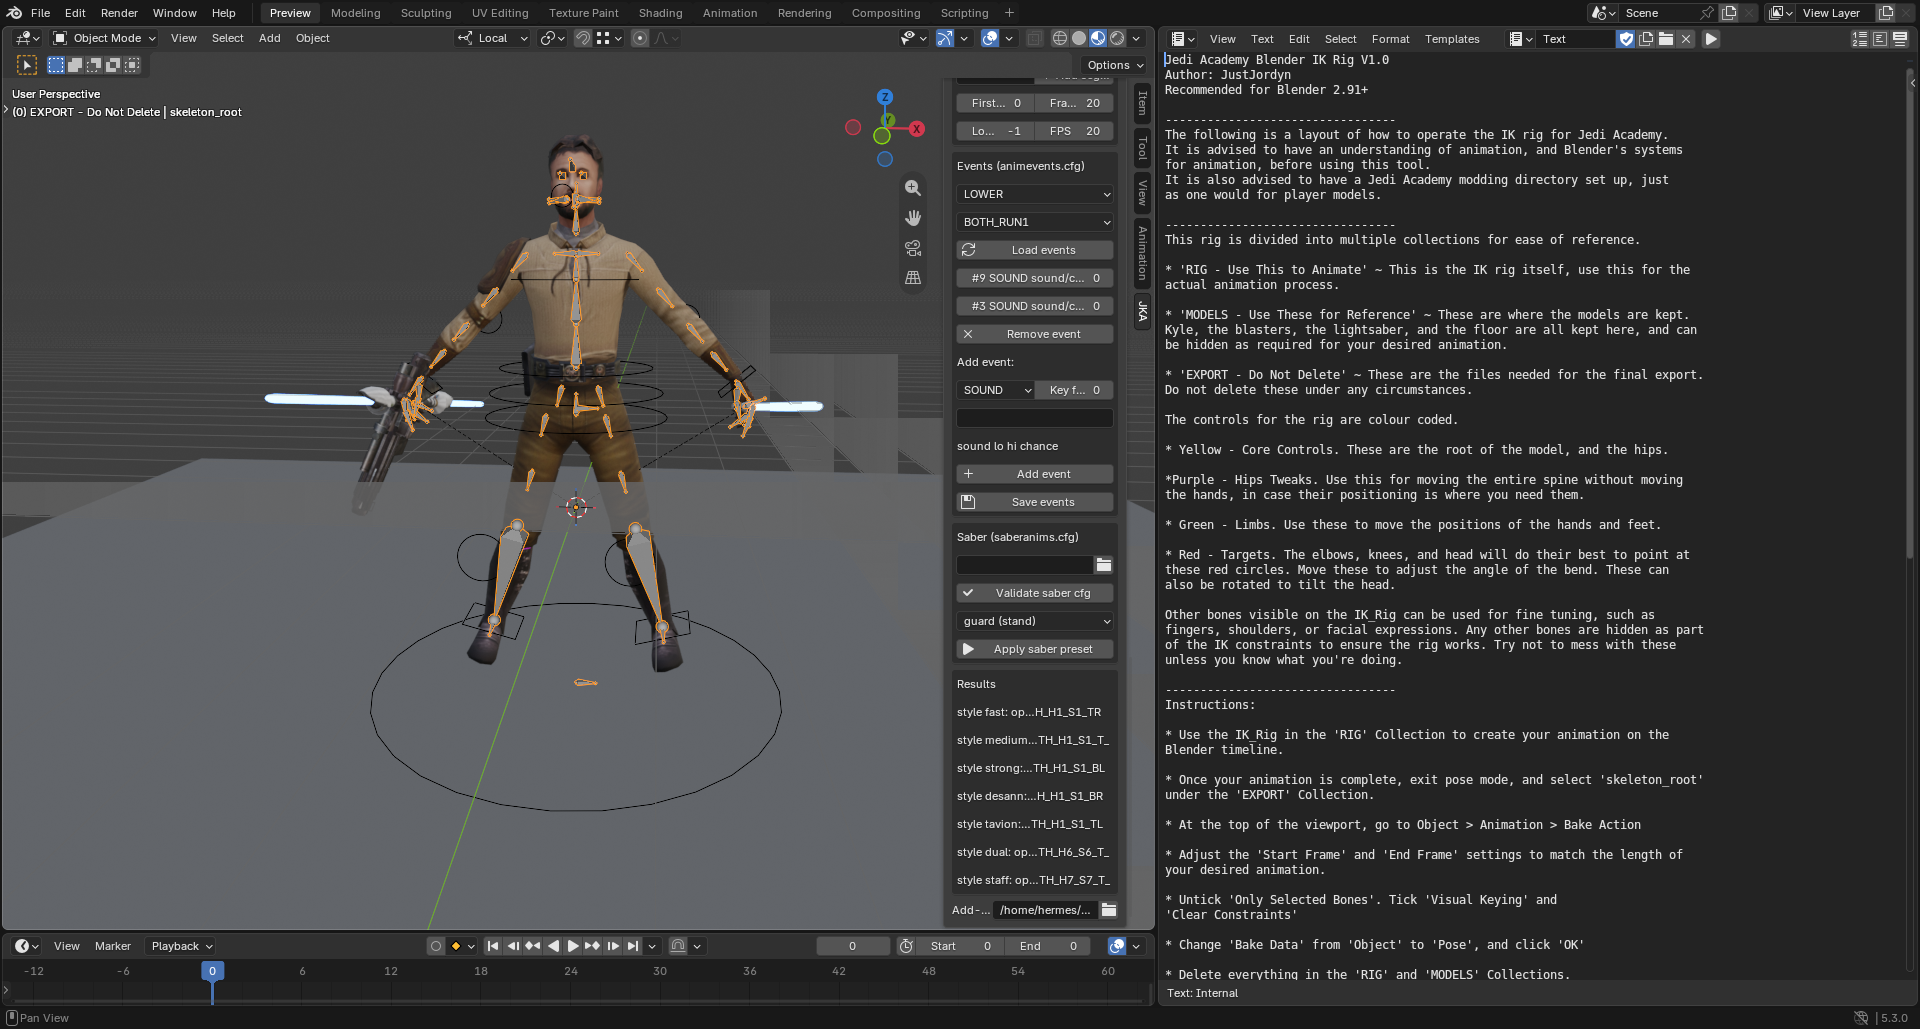 File Edit Render Window Help Preview Modeling Sculpting UV Editing Texture Paint Shading Animation Rendering Compositing Scripting + Scene View Layer
Object Mode View Select Add Object Local
Options
User Perspective
(0) EXPORT - Do Not Delete | skeleton_root
Z
Y
X
First... 0 Fra... 20
Lo... -1 FPS 20
Events (animevents.cfg)
LOWER
BOTH_RUN1
Load events
#9 SOUND sound/c... 0
#3 SOUND sound/c... 0
Remove event
Add event:
SOUND Key f... 0
sound lo hi chance
Add event
Save events
Saber (saberanims.cfg)
Validate saber cfg
guard (stand)
Apply saber preset
Results
style fast: op...H_H1_S1_TR
style medium...TH_H1_S1_T_
style strong:...TH_H1_S1_BL
style desann:...H_H1_S1_BR
style tavion:...TH_H1_S1_TL
style dual: op...TH_H6_S6_T_
style staff: op...TH_H7_S7_T_
Add-... /home/hermes/...
Item
Tool
View
Animation
JKA
View Text Edit Select Format Templates Text
Jedi Academy Blender IK Rig V1.0
Author: JustJordyn
Recommended for Blender 2.91+
---------------------------------
The following is a layout of how to operate the IK rig for Jedi Academy.
It is advised to have an understanding of animation, and Blender's systems
for animation, before using this tool.
It is also advised to have a Jedi Academy modding directory set up, just
as one would for player models.
---------------------------------
This rig is divided into multiple collections for ease of reference.
* 'RIG - Use This to Animate' ~ This is the IK rig itself, use this for the
actual animation process.
* 'MODELS - Use These for Reference' ~ These are where the models are kept.
Kyle, the blasters, the lightsaber, and the floor are all kept here, and can
be hidden as required for your desired animation.
* 'EXPORT - Do Not Delete' ~ These are the files needed for the final export.
Do not delete these under any circumstances.
The controls for the rig are colour coded.
* Yellow - Core Controls. These are the root of the model, and the hips.
*Purple - Hips Tweaks. Use this for moving the entire spine without moving
the hands, in case their positioning is where you need them.
* Green - Limbs. Use these to move the positions of the hands and feet.
* Red - Targets. The elbows, knees, and head will do their best to point at
these red circles. Move these to adjust the angle of the bend. These can
also be rotated to tilt the head.
Other bones visible on the IK_Rig can be used for fine tuning, such as
fingers, shoulders, or facial expressions. Any other bones are hidden as part
of the IK constraints to ensure the rig works. Try not to mess with these
unless you know what you're doing.
---------------------------------
Instructions:
* Use the IK_Rig in the 'RIG' Collection to create your animation on the
Blender timeline.
* Once your animation is complete, exit pose mode, and select 'skeleton_root'
under the 'EXPORT' Collection.
* At the top of the viewport, go to Object > Animation > Bake Action
* Adjust the 'Start Frame' and 'End Frame' settings to match the length of
your desired animation.
* Untick 'Only Selected Bones'. Tick 'Visual Keying' and
'Clear Constraints'
* Change 'Bake Data' from 'Object' to 'Pose', and click 'OK'
* Delete everything in the 'RIG' and 'MODELS' Collections.
Text: Internal
View Marker Playback 0 Start 0 End 0
-12 -6 0 6 12 18 24 30 36 42 48 54 60
Pan View
5.3.0